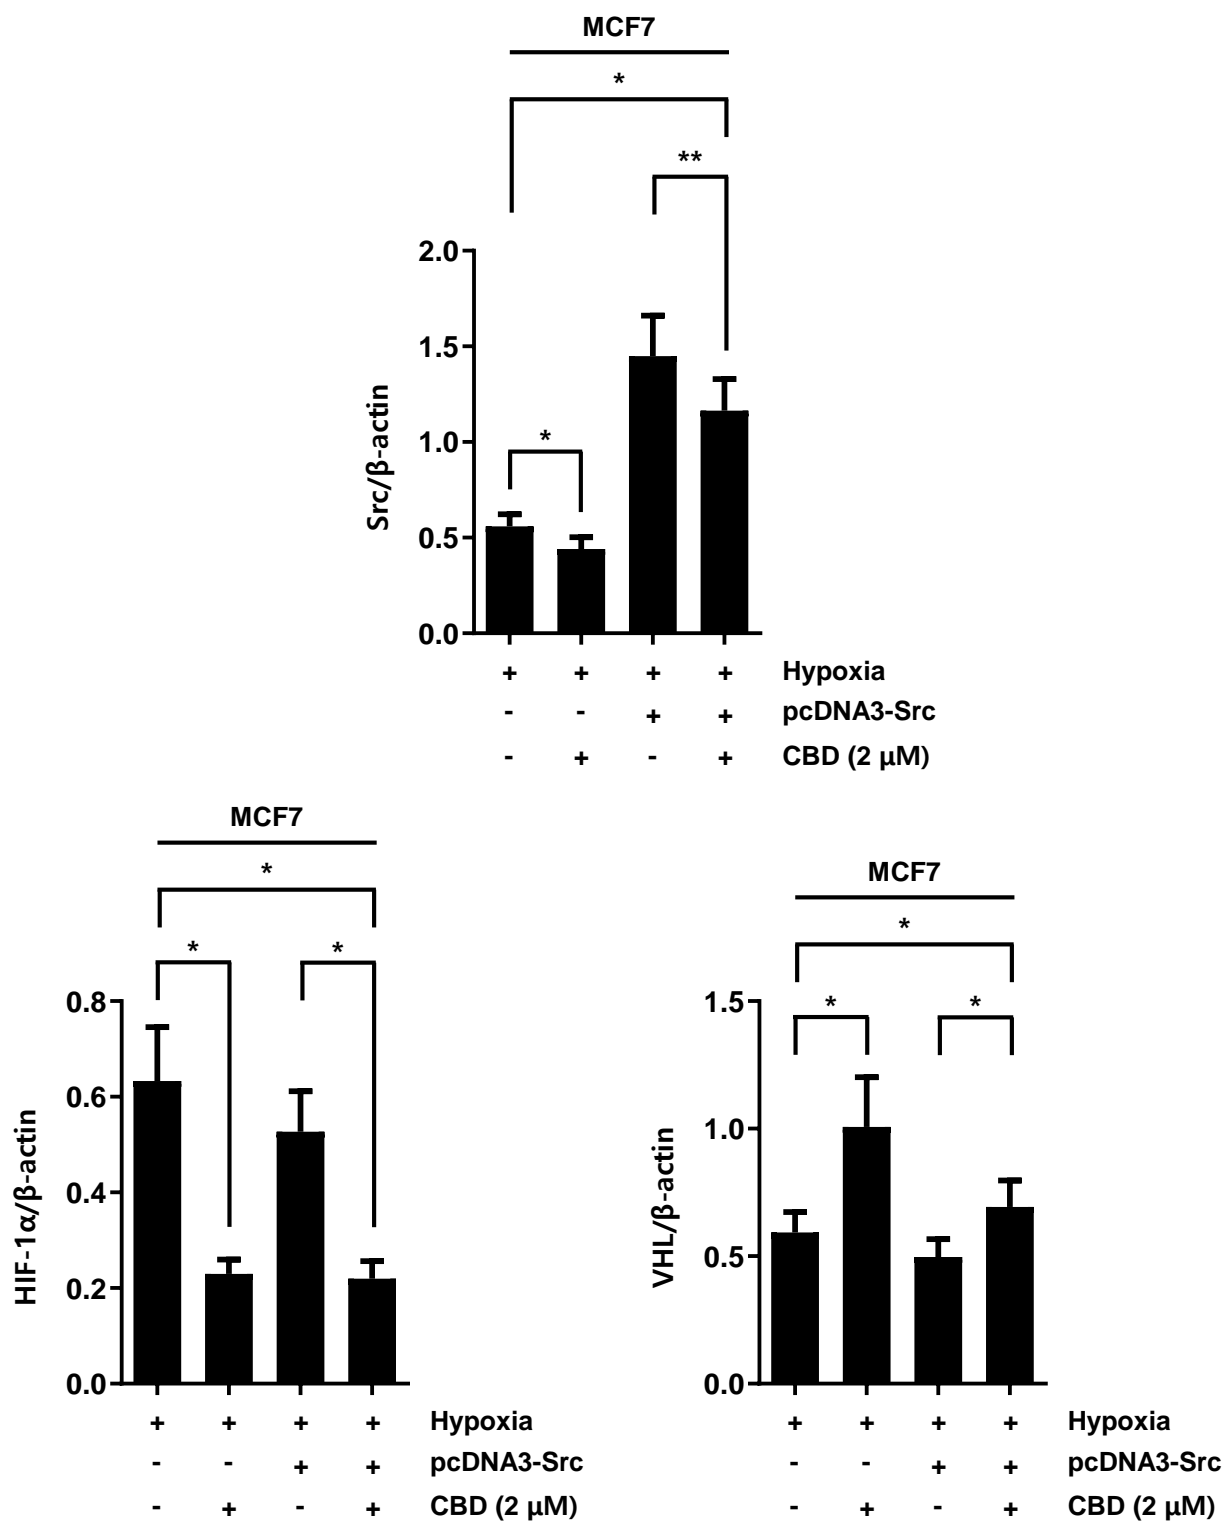 MCF7
*
**
*
2.0
1.5
1.0
0.5
0.0
Src/β-actin
+ + + + Hypoxia
- - + + pcDNA3-Src
- + - + CBD (2 μM)
MCF7
*
* *
0.8
0.6
0.4
0.2
0.0
HIF-1α/β-actin
+ + + + Hypoxia
- - + + pcDNA3-Src
- + - + CBD (2 μM)
MCF7
*
* *
1.5
1.0
0.5
0.0
VHL/β-actin
+ + + + Hypoxia
- - + + pcDNA3-Src
- + - + CBD (2 μM)